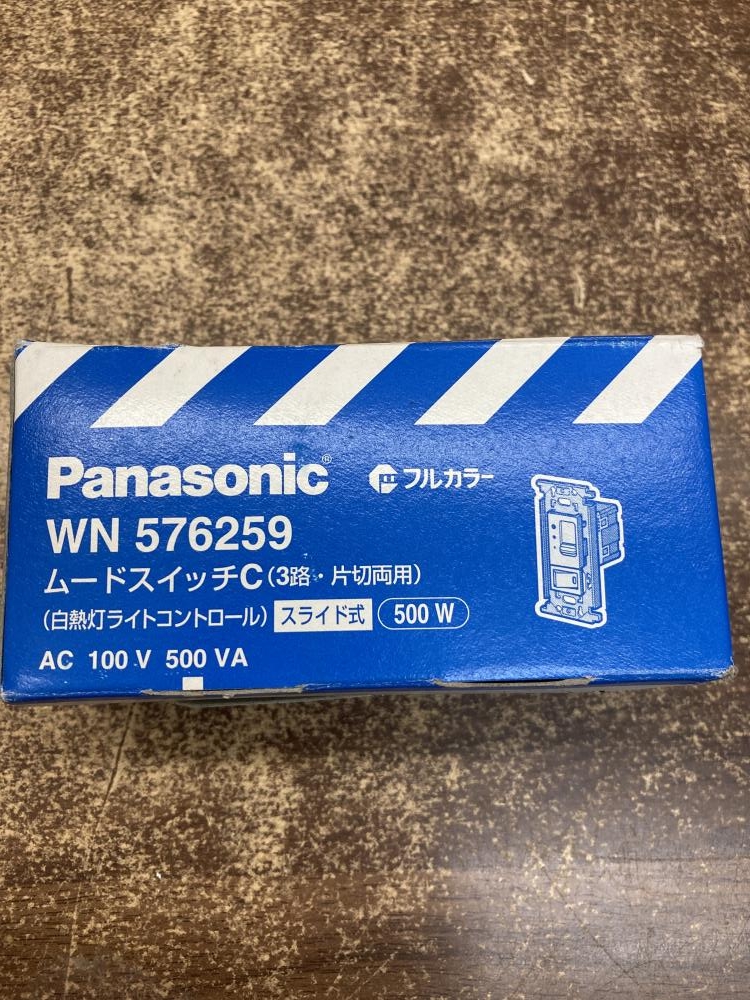 Panasonic® フルカラー
WN 576259
ムードスイッチC(3路・片切両用)
(白熱灯ライトコントロール) スライド式 500 W
AC 100 V 500 VA